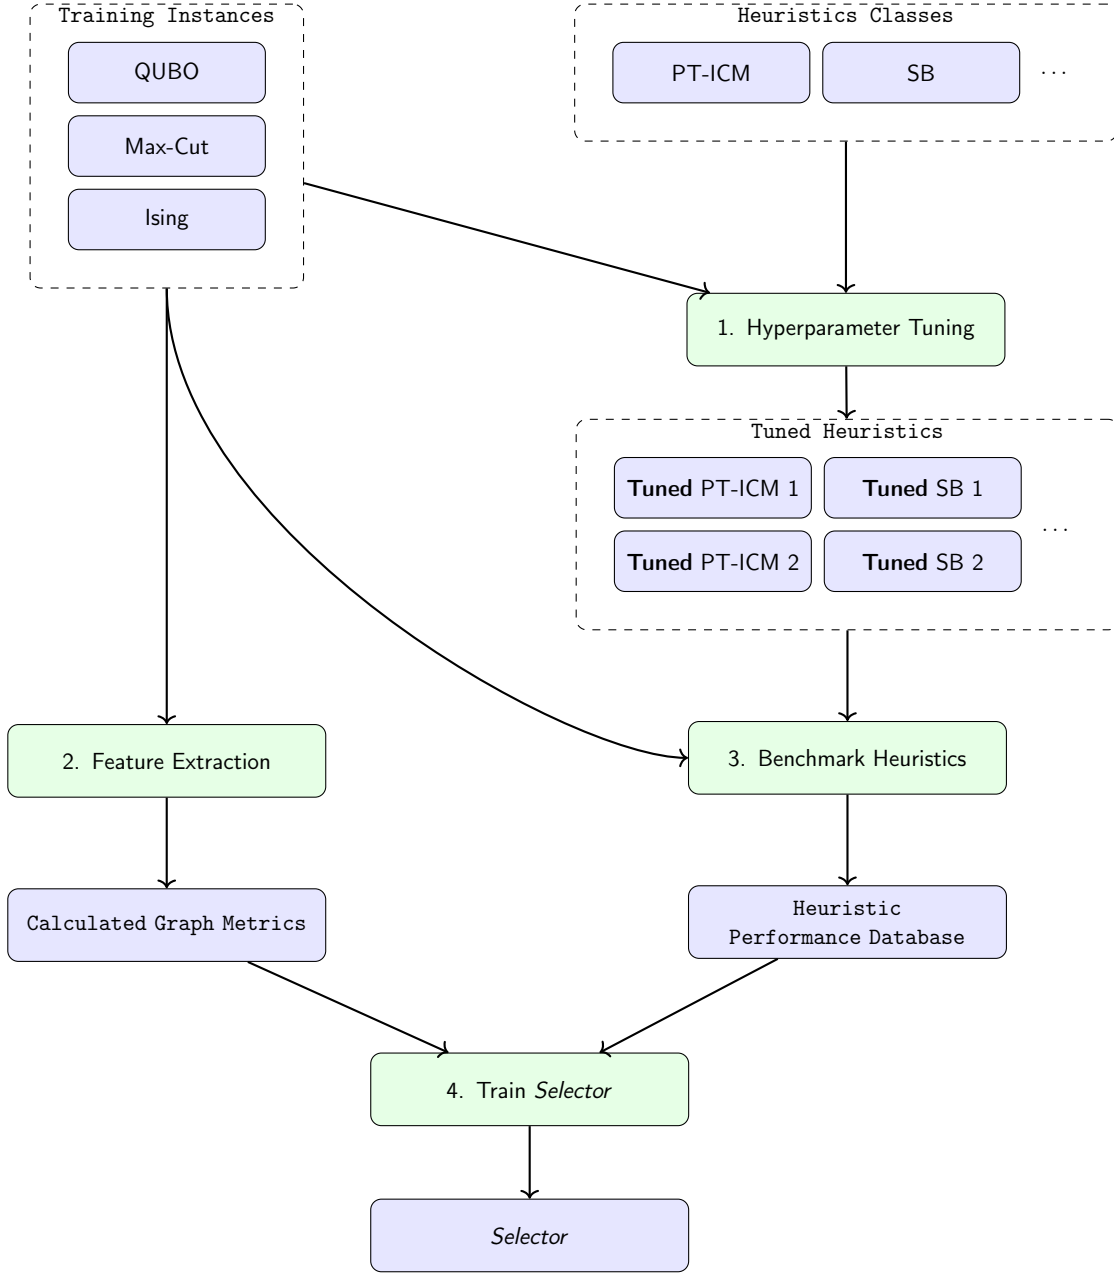 Training Instances
QUBO
Max-Cut
Ising
Heuristics Classes
PT-ICM
SB
...
1. Hyperparameter Tuning
Tuned Heuristics
Tuned PT-ICM 1
Tuned SB 1
Tuned PT-ICM 2
Tuned SB 2
...
2. Feature Extraction
3. Benchmark Heuristics
Calculated Graph Metrics
Heuristic
Performance Database
4. Train Selector
Selector